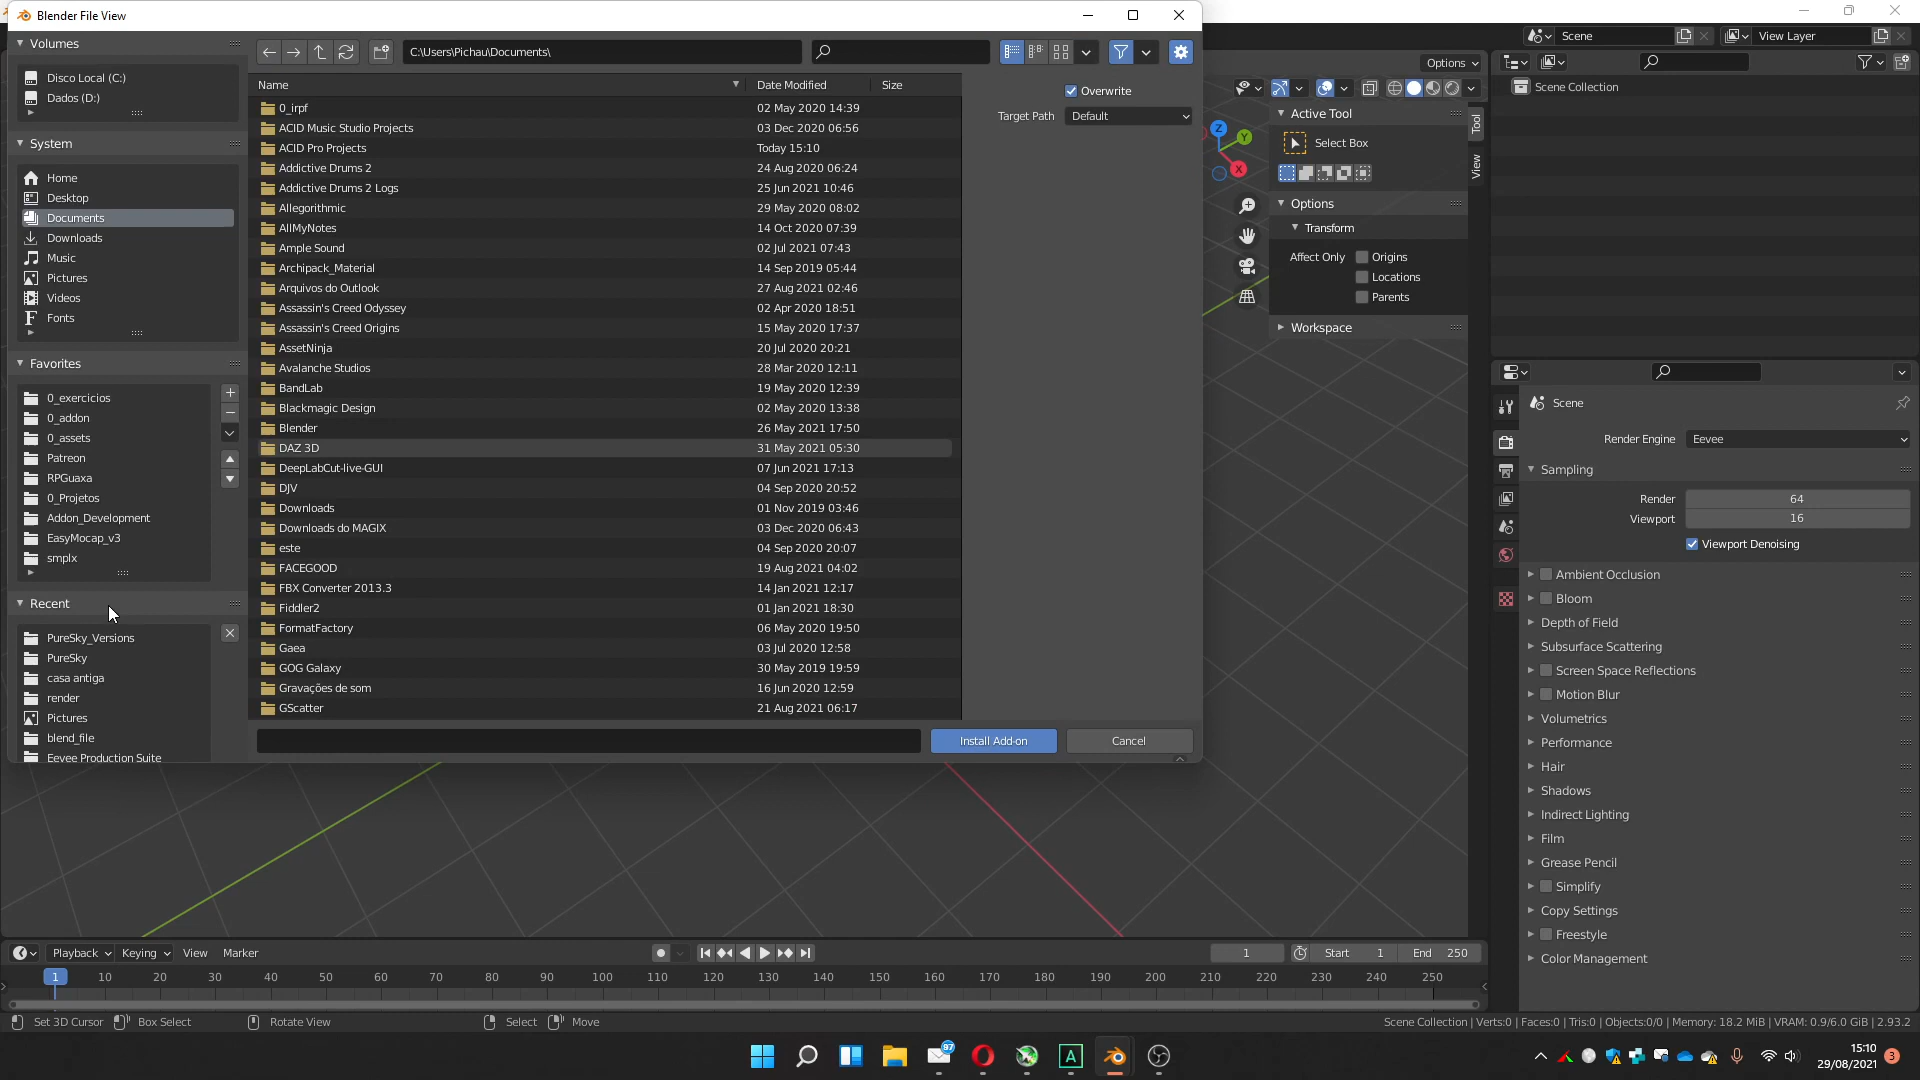 Blender File View
Volumes
Disco Local (C:)
Dados (D:)
System
Home
Desktop
Documents
Downloads
Music
Pictures
Videos
Fonts
Favorites
0_exercicios
0_addon
0_assets
Patreon
RPGuaxa
0_Projetos
Addon_Development
EasyMocap_v3
smplx
Recent
PureSky_Versions
PureSky
casa antiga
render
Pictures
blend_file
Eevee Production Suite
C:\Users\Pichau\Documents\
Name Date Modified Size
0_irpf 02 May 2020 14:39
ACID Music Studio Projects 03 Dec 2020 06:56
ACID Pro Projects Today 15:10
Addictive Drums 2 24 Aug 2020 06:24
Addictive Drums 2 Logs 25 Jun 2021 10:46
Allegorithmic 29 May 2020 08:02
AllMyNotes 14 Oct 2020 07:39
Ample Sound 02 Jul 2021 07:43
Archipack_Material 14 Sep 2019 05:44
Arquivos do Outlook 27 Aug 2021 02:46
Assassin's Creed Odyssey 02 Apr 2020 18:51
Assassin's Creed Origins 15 May 2020 17:37
AssetNinja 20 Jul 2020 20:21
Avalanche Studios 28 Mar 2020 12:11
BandLab 19 May 2020 12:39
Blackmagic Design 02 May 2020 13:38
Blender 26 May 2021 17:50
DAZ 3D 31 May 2021 05:30
DeepLabCut-live-GUI 07 Jun 2021 17:13
DJV 04 Sep 2020 20:52
Downloads 01 Nov 2019 03:46
Downloads do MAGIX 03 Dec 2020 06:43
este 04 Sep 2020 20:07
FACEGOOD 19 Aug 2021 04:02
FBX Converter 2013.3 14 Jan 2021 12:17
Fiddler2 01 Jan 2021 18:30
FormatFactory 06 May 2020 19:50
Gaea 03 Jul 2020 12:58
GOG Galaxy 30 May 2019 19:59
Gravações de som 16 Jun 2020 12:59
GScatter 21 Aug 2021 06:17
Overwrite
Target Path Default
Install Add-on Cancel
Options
X
Y
Z
Active Tool
Select Box
Options
Transform
Affect Only Origins
Locations
Parents
Workspace
Tool
View
Scene View Layer
Scene Collection
Scene
Render Engine Eevee
Sampling
Render 64
Viewport 16
Viewport Denoising
Ambient Occlusion
Bloom
Depth of Field
Subsurface Scattering
Screen Space Reflections
Motion Blur
Volumetrics
Performance
Hair
Shadows
Indirect Lighting
Film
Grease Pencil
Simplify
Copy Settings
Freestyle
Color Management
Playback Keying View Marker
1 Start 1 End 250
1 10 20 30 40 50 60 70 80 90 100 110 120 130 140 150 160 170 180 190 200 210 220 230 240 250
Set 3D Cursor Box Select Rotate View Select Move
Scene Collection | Verts:0 | Faces:0 | Tris:0 | Objects:0/0 | Memory: 18.2 MiB | VRAM: 0.9/6.0 GiB | 2.93.2
97
A
15:10
29/08/2021
3